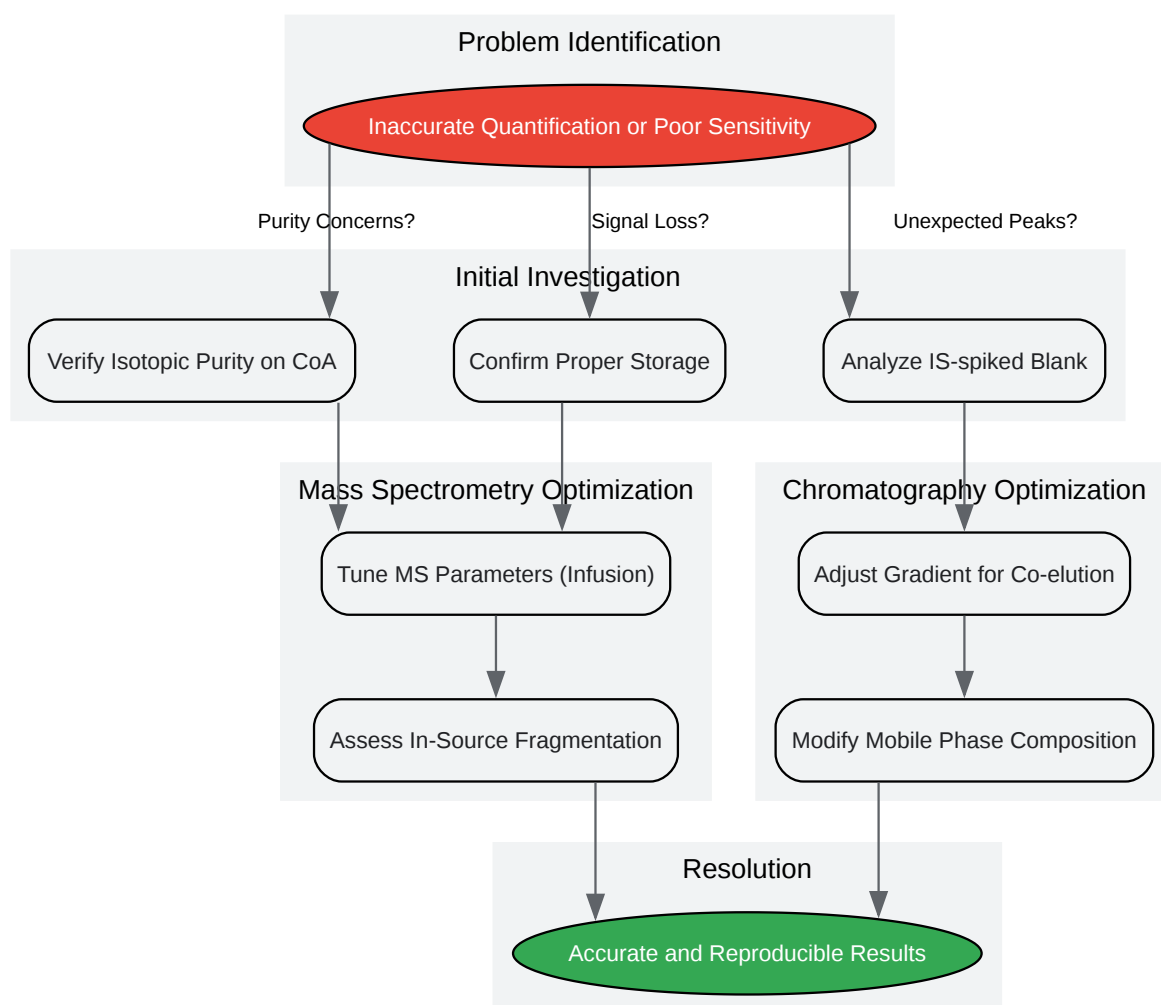 Problem Identification
Inaccurate Quantification or Poor Sensitivity
Purity Concerns?
Signal Loss?
Unexpected Peaks?
Initial Investigation
Verify Isotopic Purity on CoA
Confirm Proper Storage
Analyze IS-spiked Blank
Mass Spectrometry Optimization
Chromatography Optimization
Tune MS Parameters (Infusion)
Adjust Gradient for Co-elution
Assess In-Source Fragmentation
Modify Mobile Phase Composition
Resolution
Accurate and Reproducible Results